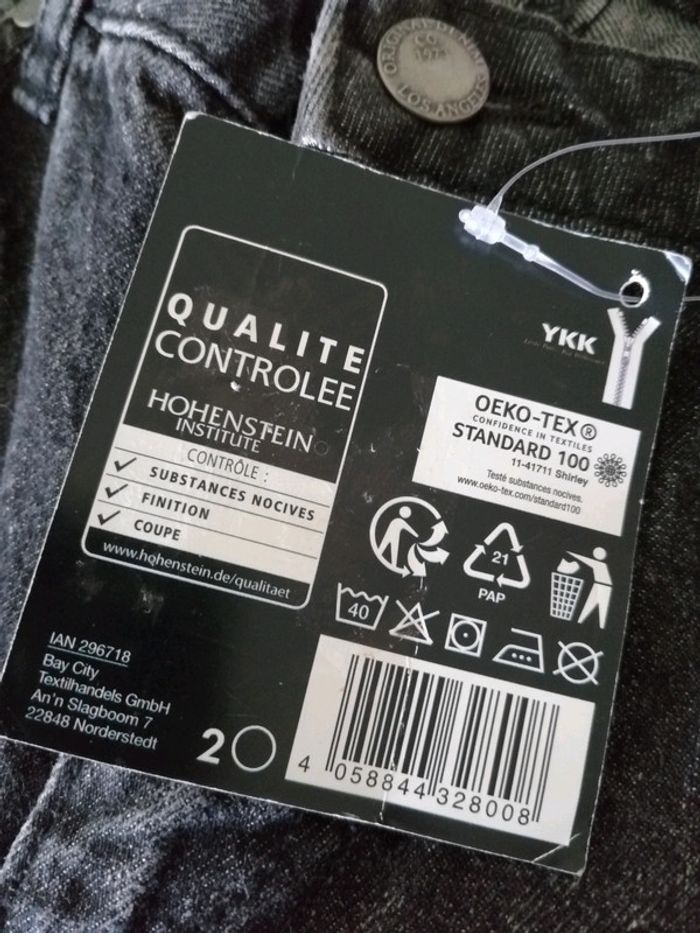 CO.
1971
LOS ANGELES
YKK
QUALITE
CONTROLEE
HOHENSTEIN
INSTITUTE
CONTRÔLE :
SUBSTANCES NOCIVES
FINITION
COUPE
www.hohenstein.de/qualitaet
OEKO-TEX®
CONFIDENCE IN TEXTILES
STANDARD 100
11-41711 Shirley
Testé substances nocives.
www.oeko-tex.com/standard100
21
PAP
40
IAN 296718
Bay City
Textilhandels GmbH
An'n Slagboom 7
22848 Norderstedt
2
4 058844 328008